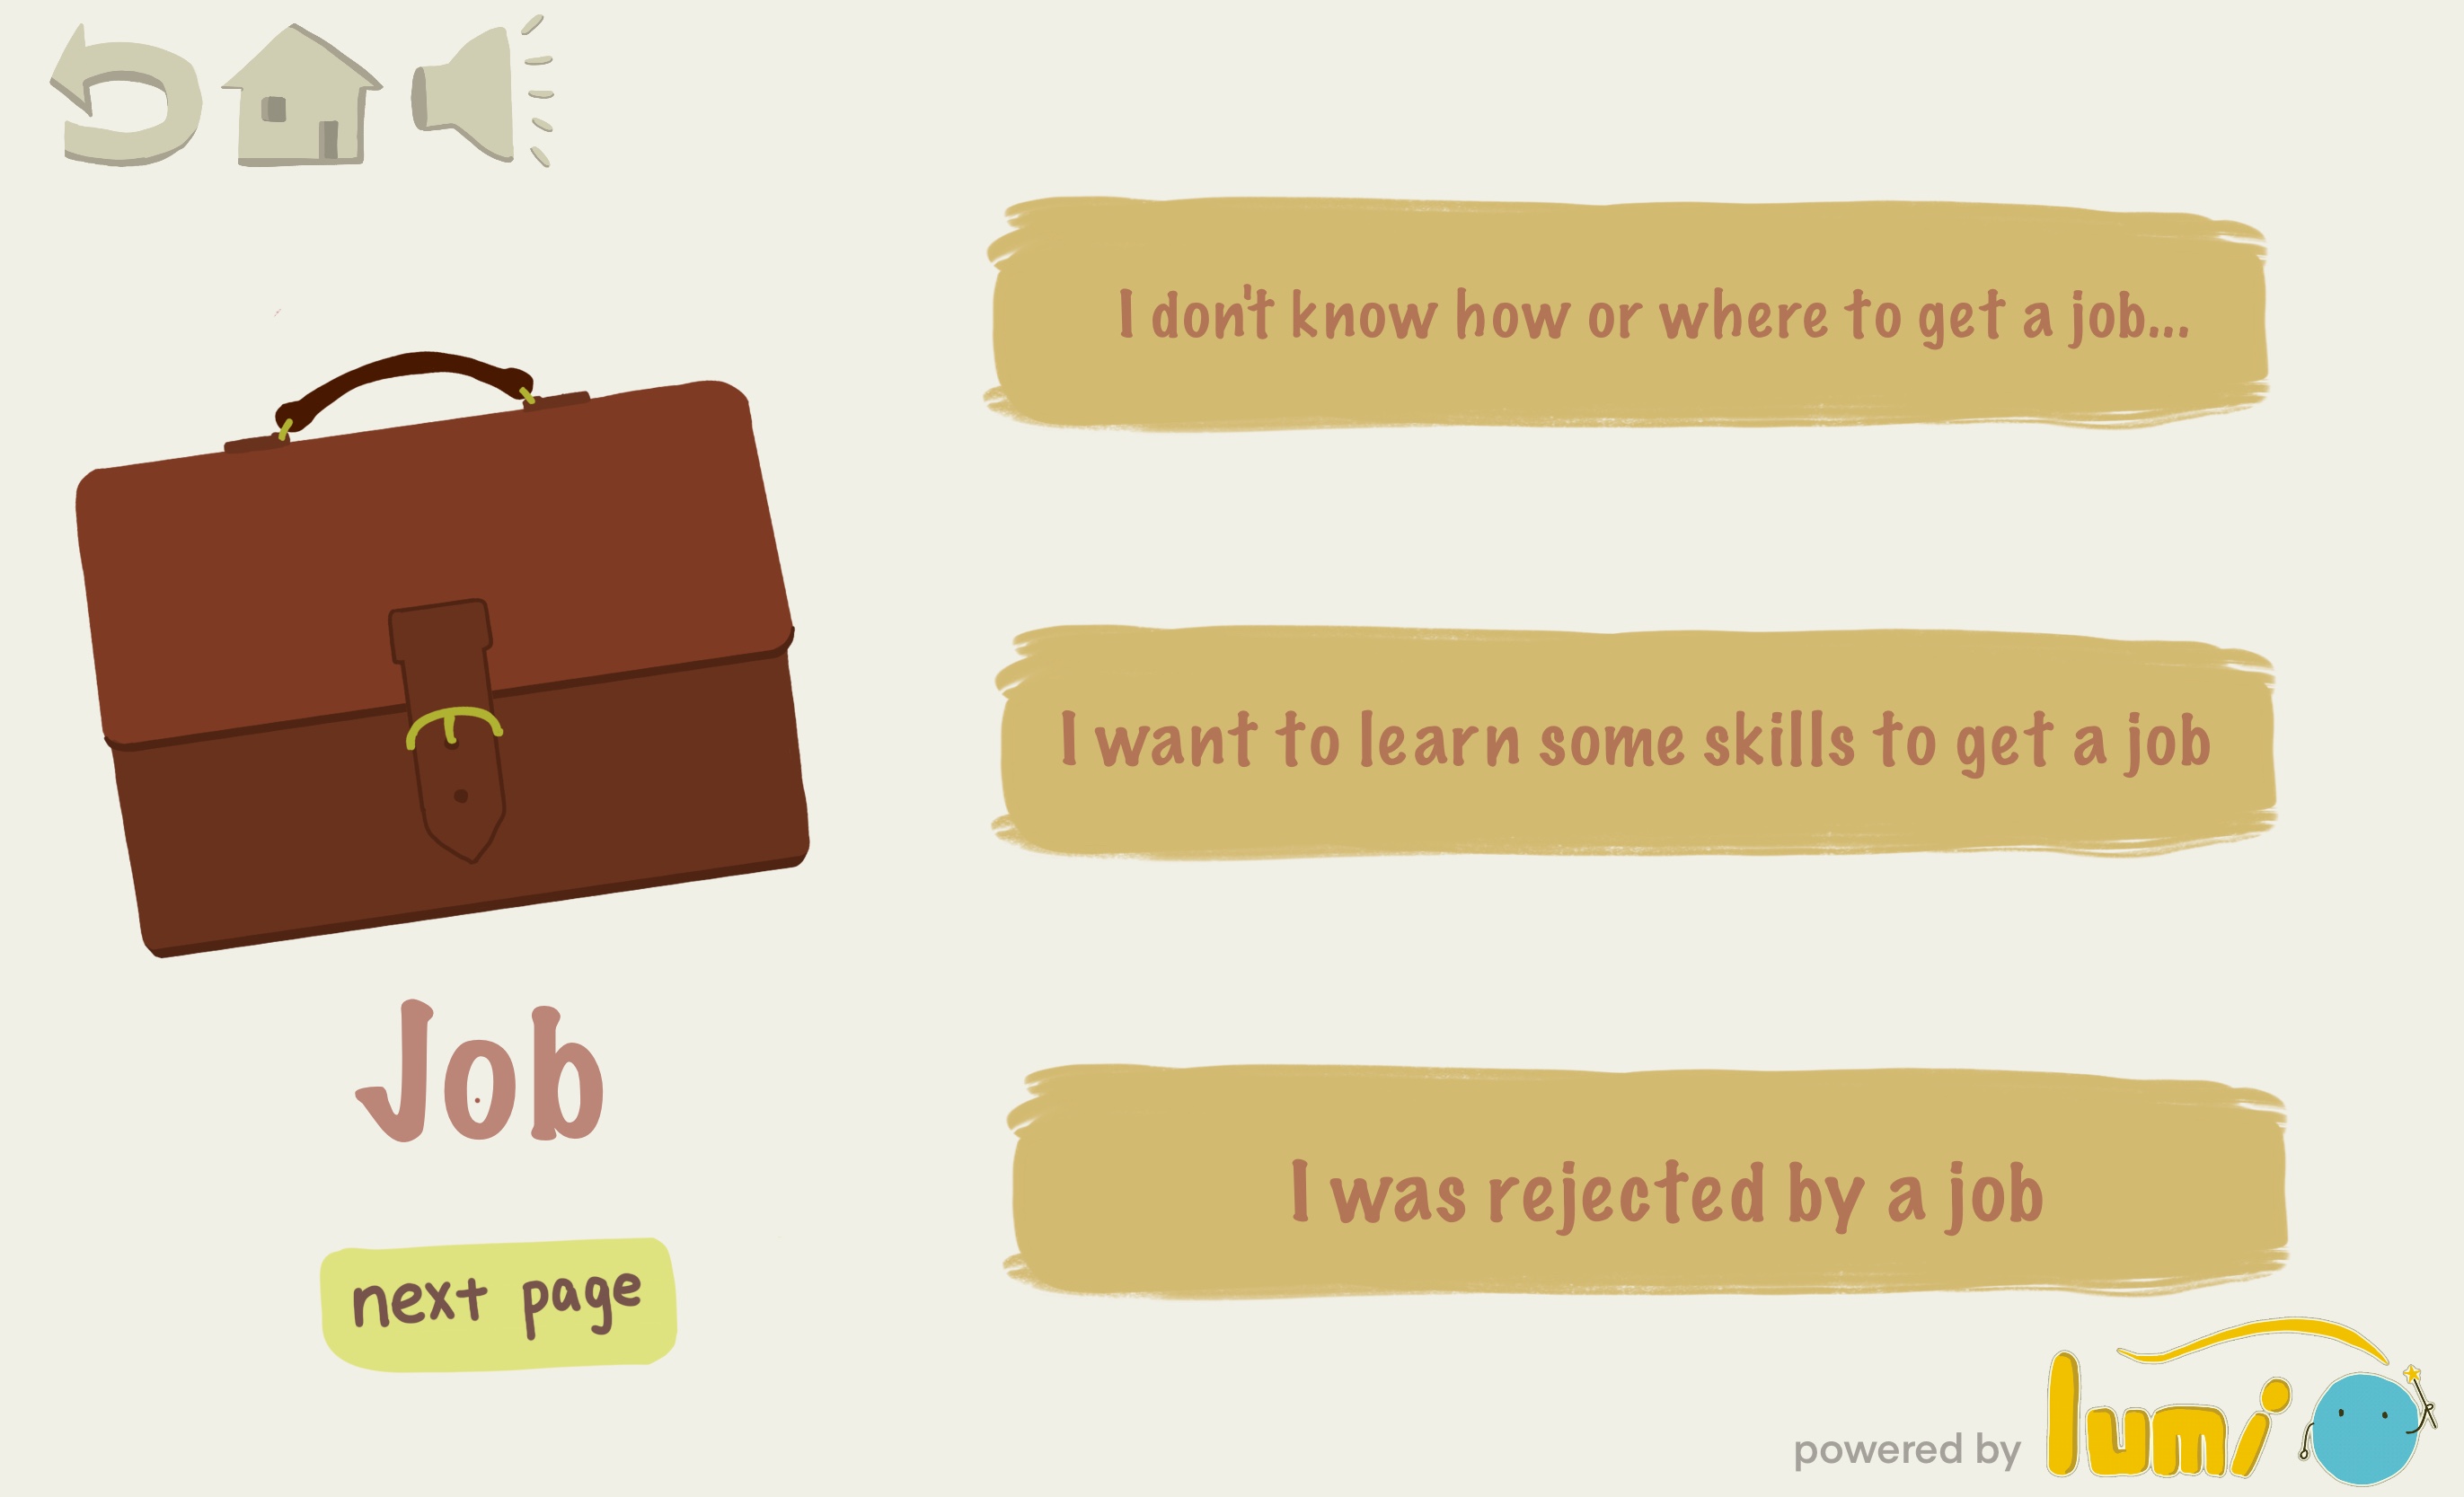 I don't know how or where to get a job...
I want to learn some skills to get a job
Job
I was rejected by a job
next page
powered by lumi